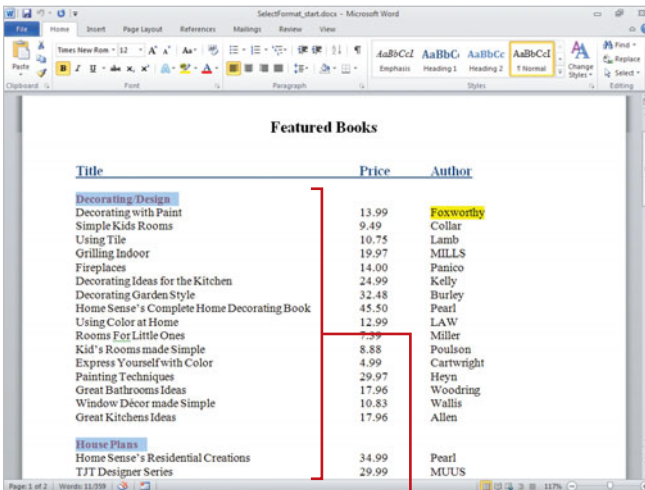 SelectFormat_start.docx - Microsoft Word
File Home Insert Page Layout References Mailings Review View
Times New Rom 12
Paste
Clipboard Font Paragraph Styles Editing
AaBbCcI AaBbC AaBbCc AaBbCcI
Emphasis Heading 1 Heading 2 ¶ Normal
Change Styles
Find
Replace
Select
Featured Books
Title Price Author
Decorating/Design
Decorating with Paint 13.99 Foxworthy
Simple Kids Rooms 9.49 Collar
Using Tile 10.75 Lamb
Grilling Indoor 19.97 MILLS
Fireplaces 14.00 Panico
Decorating Ideas for the Kitchen 24.99 Kelly
Decorating Garden Style 32.48 Burley
Home Sense's Complete Home Decorating Book 45.50 Pearl
Using Color at Home 12.99 LAW
Rooms For Little Ones 7.39 Miller
Kid's Rooms made Simple 8.88 Poulson
Express Yourself with Color 4.99 Cartwright
Painting Techniques 29.97 Heyn
Great Bathrooms Ideas 17.96 Woodring
Window Dècor made Simple 10.83 Wallis
Great Kitchens Ideas 17.96 Allen
House Plans
Home Sense's Residential Creations 34.99 Pearl
TJT Designer Series 29.99 MUUS
Page: 1 of 2 Words: 11/359 117%